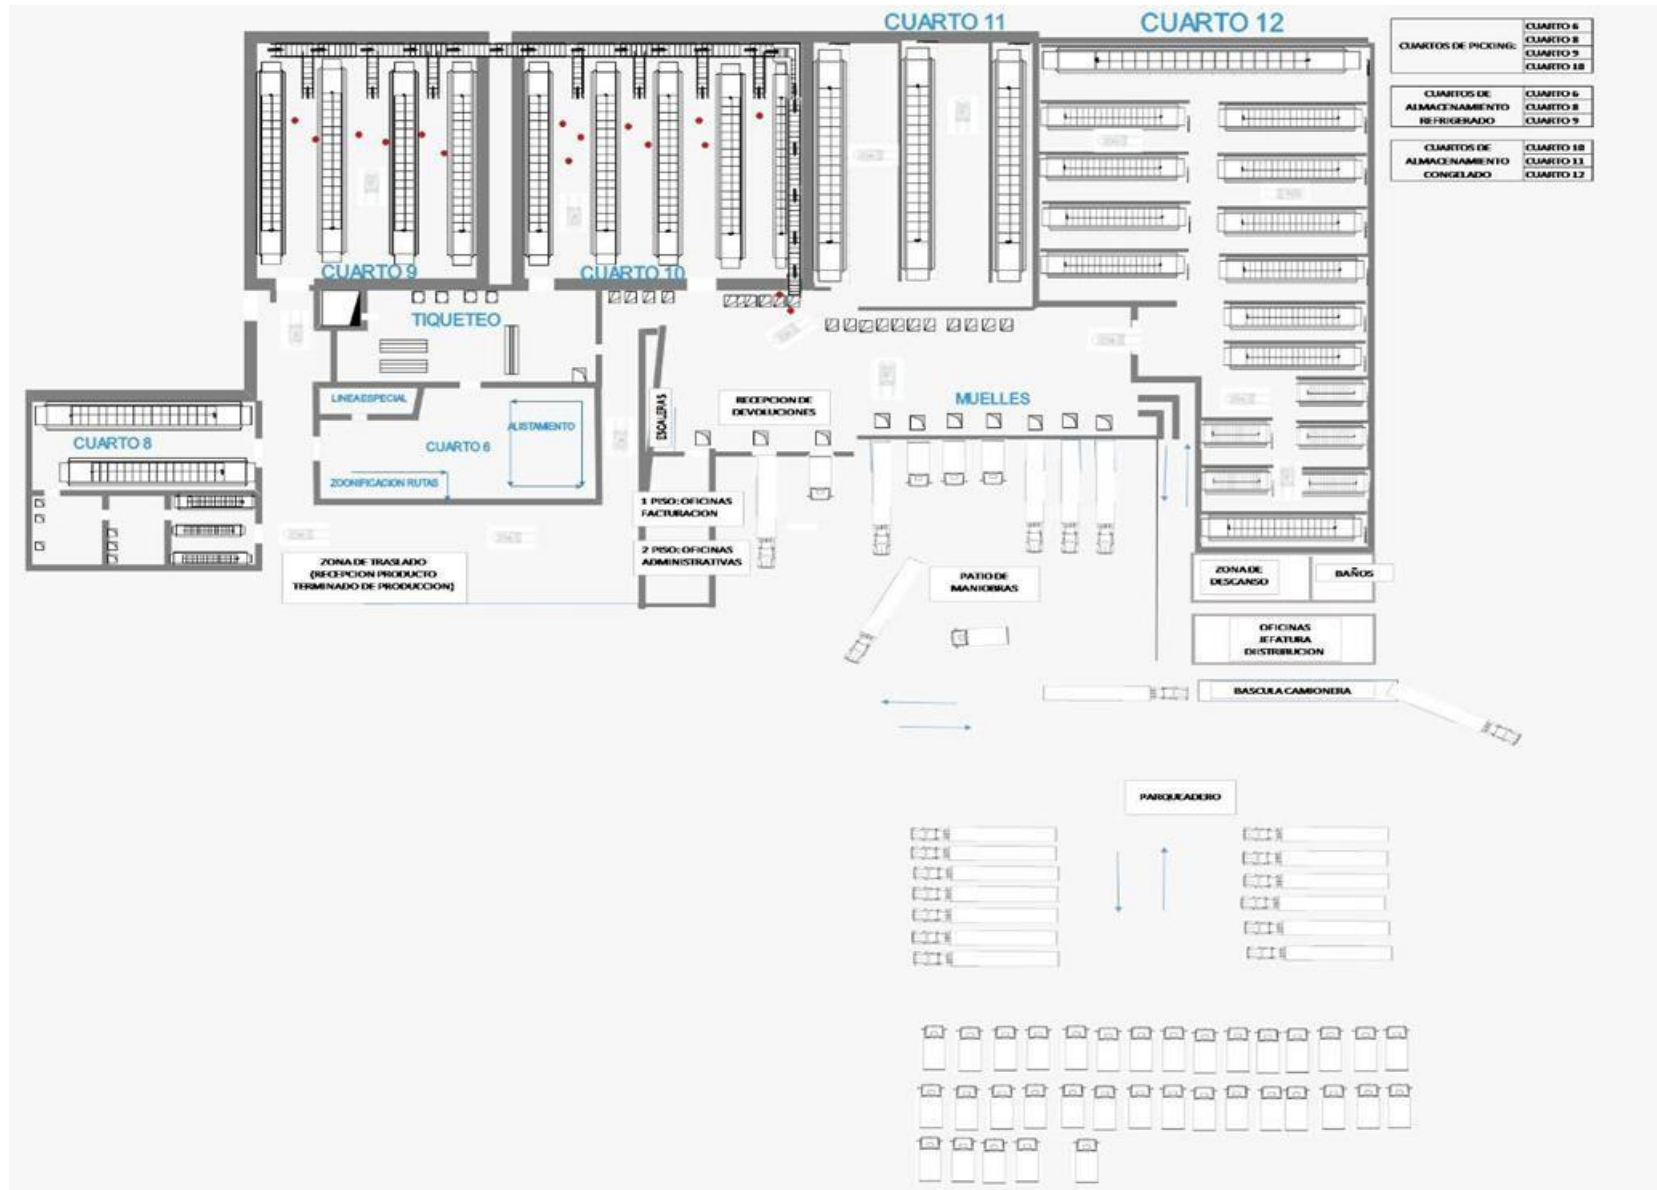 CUARTO 11
CUARTO 12
CUARTOS DE PICKING:
CUARTO 6
CUARTO 8
CUARTO 9
CUARTO 10
CUARTOS DE
ALMACENAMIENTO
REFRIGERADO
CUARTO 6
CUARTO 8
CUARTO 9
CUARTOS DE
ALMACENAMIENTO
CONGELADO
CUARTO 10
CUARTO 11
CUARTO 12
CUARTO 9
CUARTO 10
TIQUETEO
LINEA ESPECIAL
ESCALERAS
RECEPCION DE
DEVOLUCIONES
MUELLES
ALISTAMIENTO
CUARTO 8
CUARTO 6
ZOONIFICACION RUTAS
1 PISO: OFICINAS
FACTURACION
2 PISO: OFICINAS
ADMINISTRATIVAS
ZONA DE TRASLADO
(RECEPCION PRODUCTO
TERMINADO DE PRODUCCION)
PATIO DE
MANIOBRAS
ZONA DE
DESCANSO
BAÑOS
OFICINAS
JEFATURA
DISTRIBUCION
BASCULA CAMIONERA
PARQUEADERO